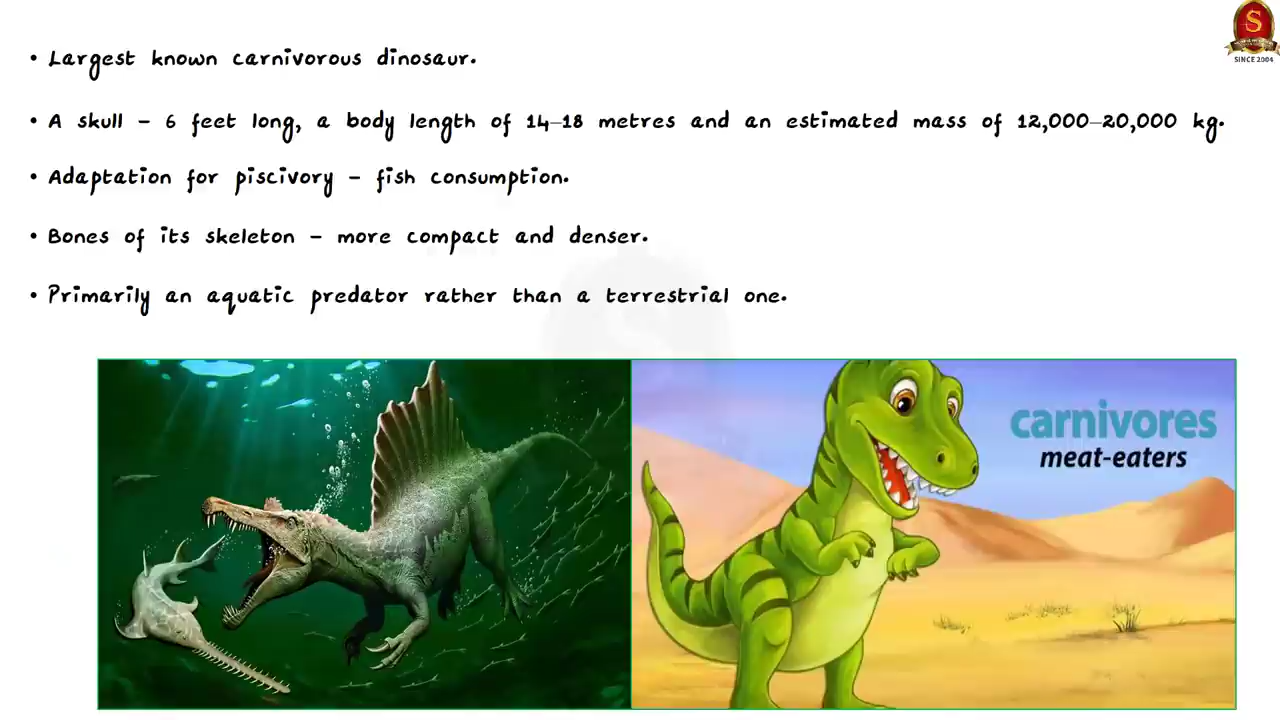 S
SINCE 2004
• Largest known carnivorous dinosaur.
• A skull – 6 feet long, a body length of 14–18 metres and an estimated mass of 12,000–20,000 kg.
• Adaptation for piscivory – fish consumption.
• Bones of its skeleton – more compact and denser.
• Primarily an aquatic predator rather than a terrestrial one.
carnivores
meat-eaters